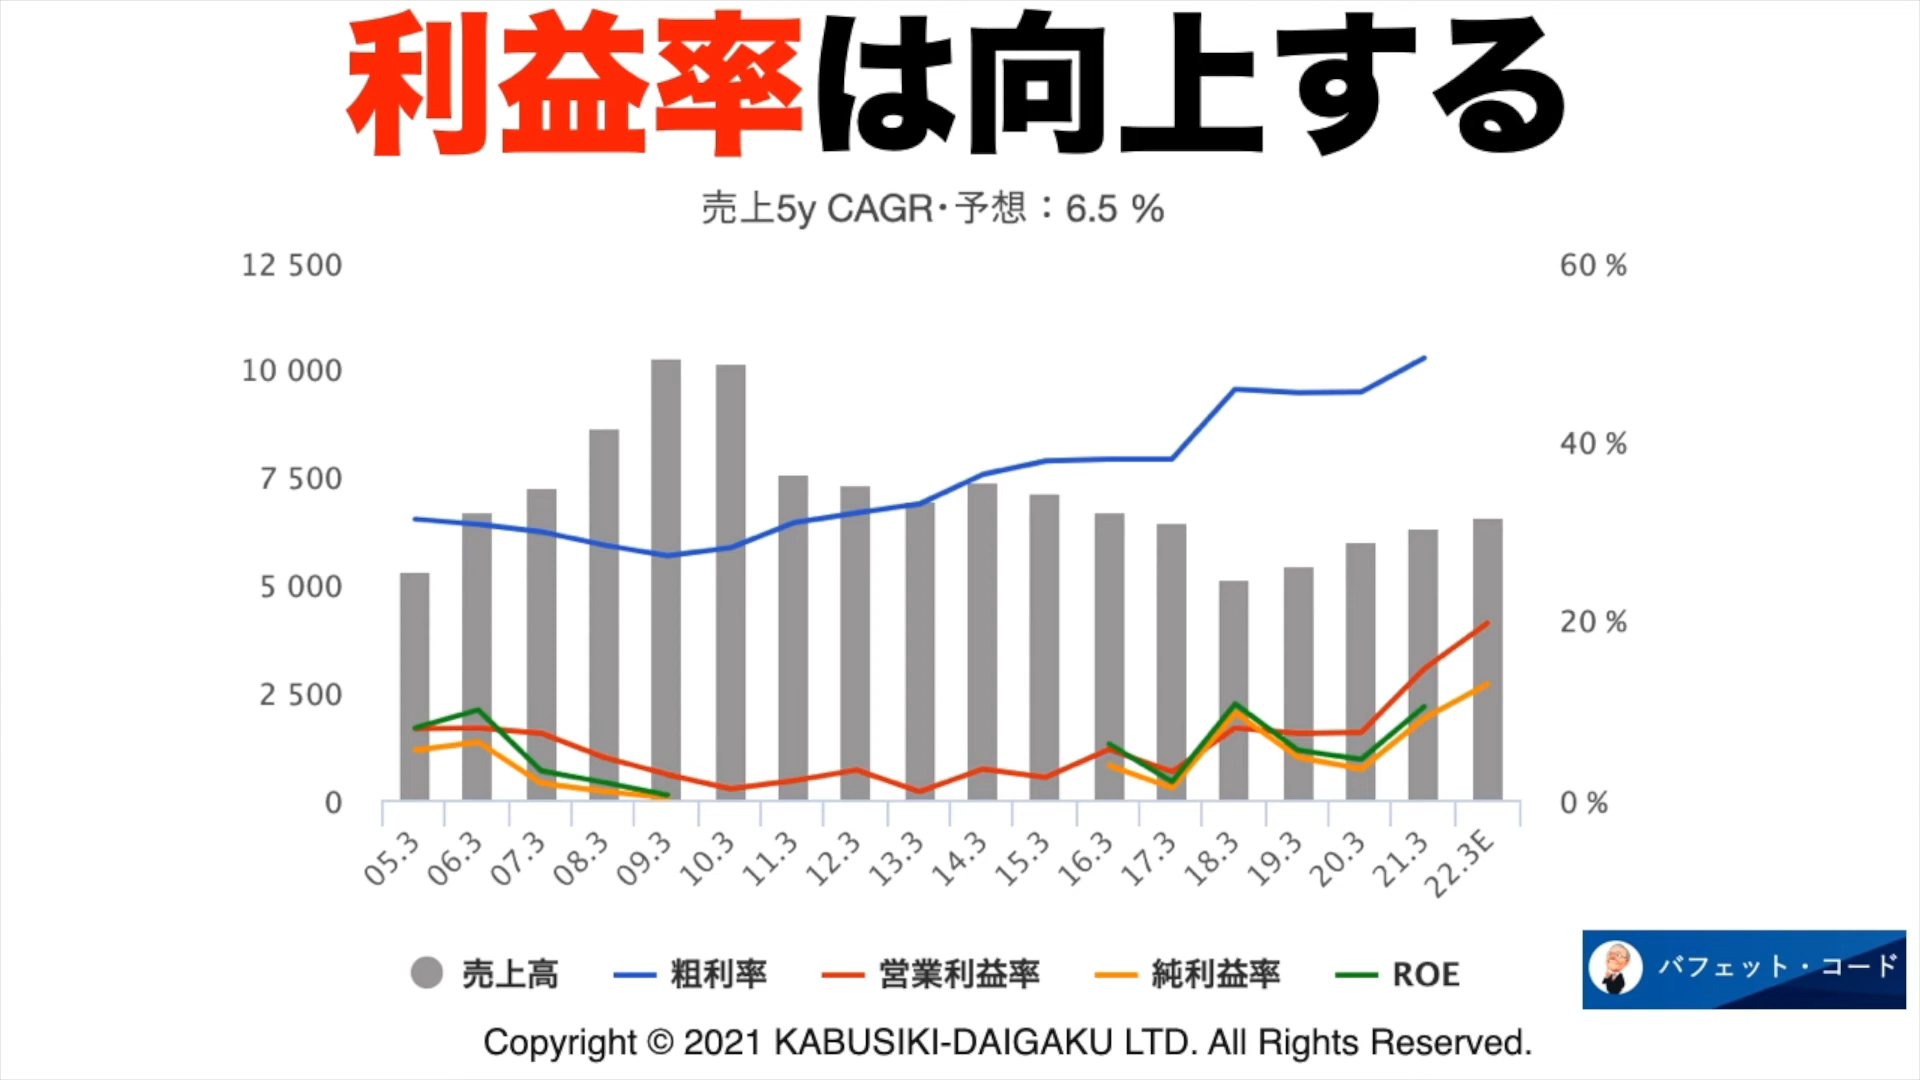 利益率は向上する
売上5y CAGR・予想：6.5 %
12 500
10 000
7 500
5 000
2 500
0
60 %
40 %
20 %
0 %
05.3 06.3 07.3 08.3 09.3 10.3 11.3 12.3 13.3 14.3 15.3 16.3 17.3 18.3 19.3 20.3 21.3 22.3E
売上高 粗利率 営業利益率 純利益率 ROE
バフェット・コード
Copyright © 2021 KABUSIKI-DAIGAKU LTD. All Rights Reserved.